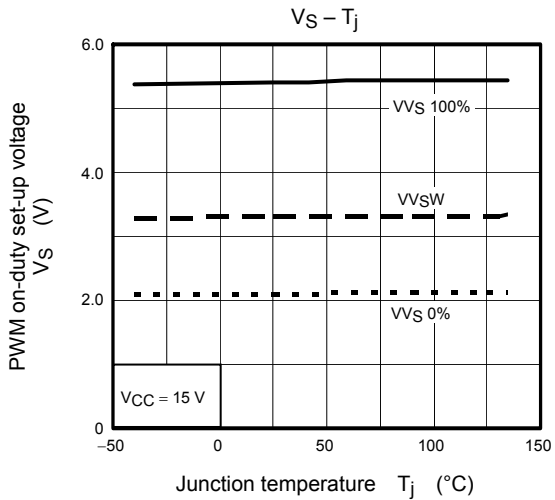 VS – Tj
6.0
4.0
2.0
0
PWM on-duty set-up voltage
VS (V)
VVS 100%
VVSW
VVS 0%
VCC = 15 V
–50
0
50
100
150
Junction temperature Tj (°C)